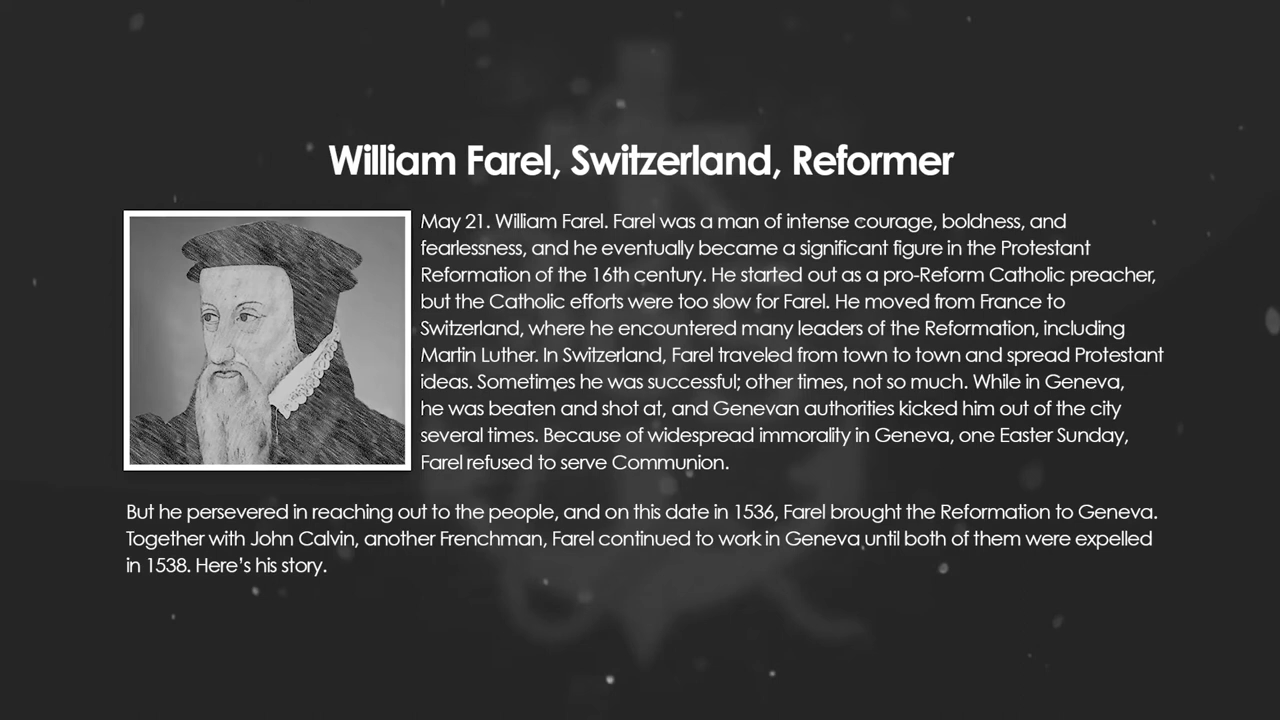 William Farel, Switzerland, Reformer
May 21. William Farel. Farel was a man of intense courage, boldness, and
fearlessness, and he eventually became a significant figure in the Protestant
Reformation of the 16th century. He started out as a pro-Reform Catholic preacher,
but the Catholic efforts were too slow for Farel. He moved from France to
Switzerland, where he encountered many leaders of the Reformation, including
Martin Luther. In Switzerland, Farel traveled from town to town and spread Protestant
ideas. Sometimes he was successful; other times, not so much. While in Geneva,
he was beaten and shot at, and Genevan authorities kicked him out of the city
several times. Because of widespread immorality in Geneva, one Easter Sunday,
Farel refused to serve Communion.
But he persevered in reaching out to the people, and on this date in 1536, Farel brought the Reformation to Geneva.
Together with John Calvin, another Frenchman, Farel continued to work in Geneva until both of them were expelled
in 1538. Here's his story.